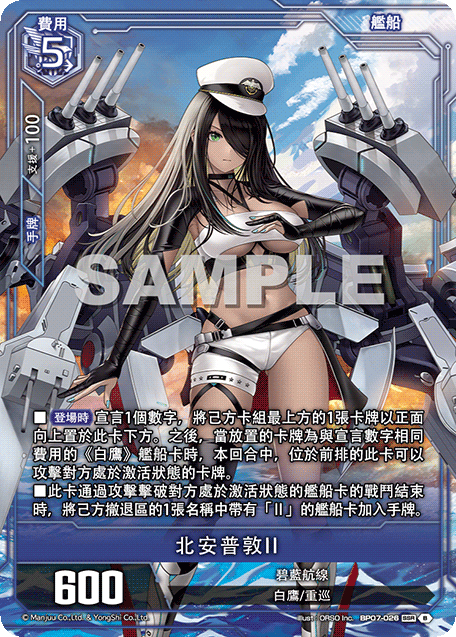 費用
5
艦船
支援+100
手牌
SAMPLE
■ 登場時 宣言1個數字，將己方卡組最上方的1張卡牌以正面
向上置於此卡下方。之後，當放置的卡牌為與宣言數字相同
費用的《白鷹》艦船卡時，本回合中，位於前排的此卡可以
攻擊對方處於激活狀態的卡牌。
■此卡通過攻擊擊破對方處於激活狀態的艦船卡的戰鬥結束
時，將己方撤退區的1張名稱中帶有「II」的艦船卡加入手牌。
北安普敦II
600
碧藍航線
白鷹/重巡
© Manjuu Co.,Ltd. & YongShi Co.,Ltd.
Illust ORSO Inc. BP07-026 SSR B